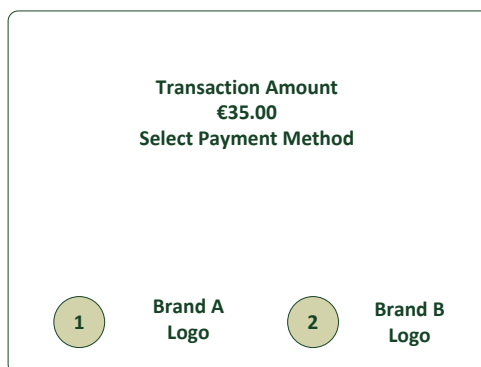 Transaction Amount
€35.00
Select Payment Method
1
Brand A
Logo
2
Brand B
Logo